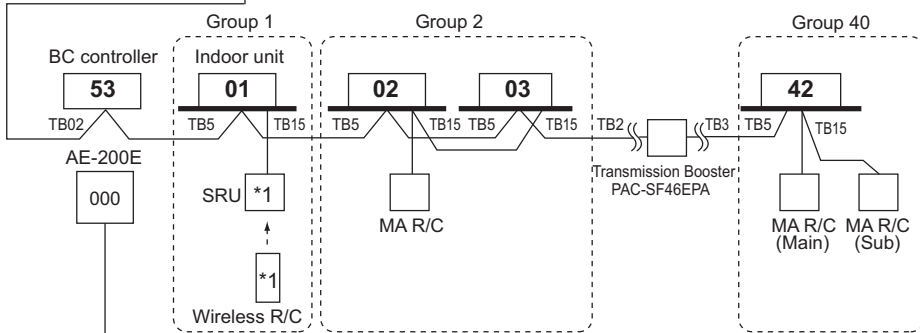 Group 1
Group 2
Group 40
BC controller
Indoor unit
53
01
02
03
42
TB02
TB5
TB15
TB5
TB15
TB5
TB15
TB2
TB3
TB5
TB15
AE-200E
000
SRU
*1
MA R/C
Transmission Booster
PAC-SF46EPA
MA R/C
(Main)
MA R/C
(Sub)
*1
Wireless R/C